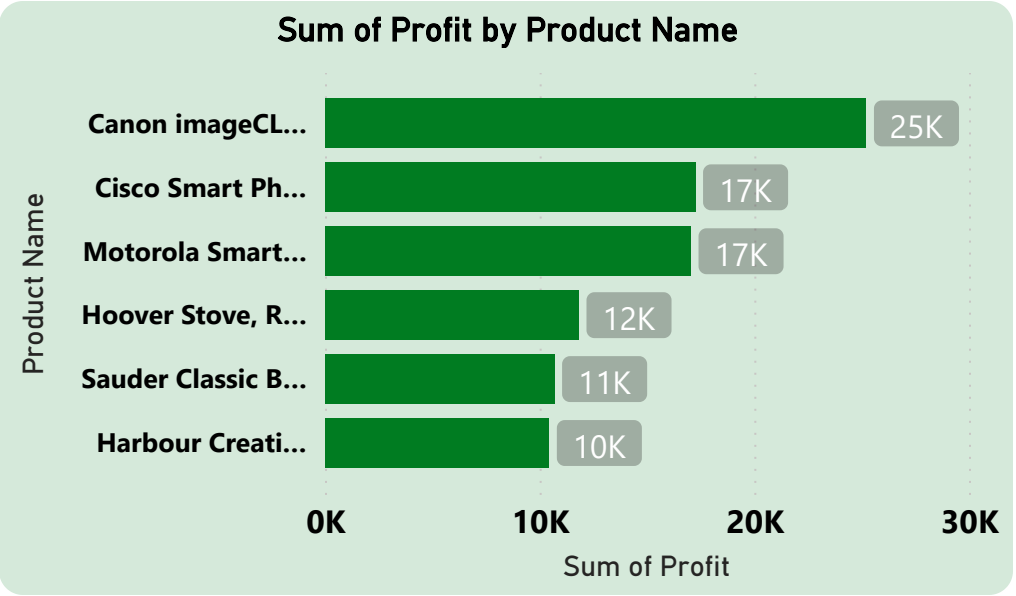 Sum of Profit by Product Name
Product Name
Canon imageCL... 25K
Cisco Smart Ph... 17K
Motorola Smart... 17K
Hoover Stove, R... 12K
Sauder Classic B... 11K
Harbour Creati... 10K
0K 10K 20K 30K
Sum of Profit